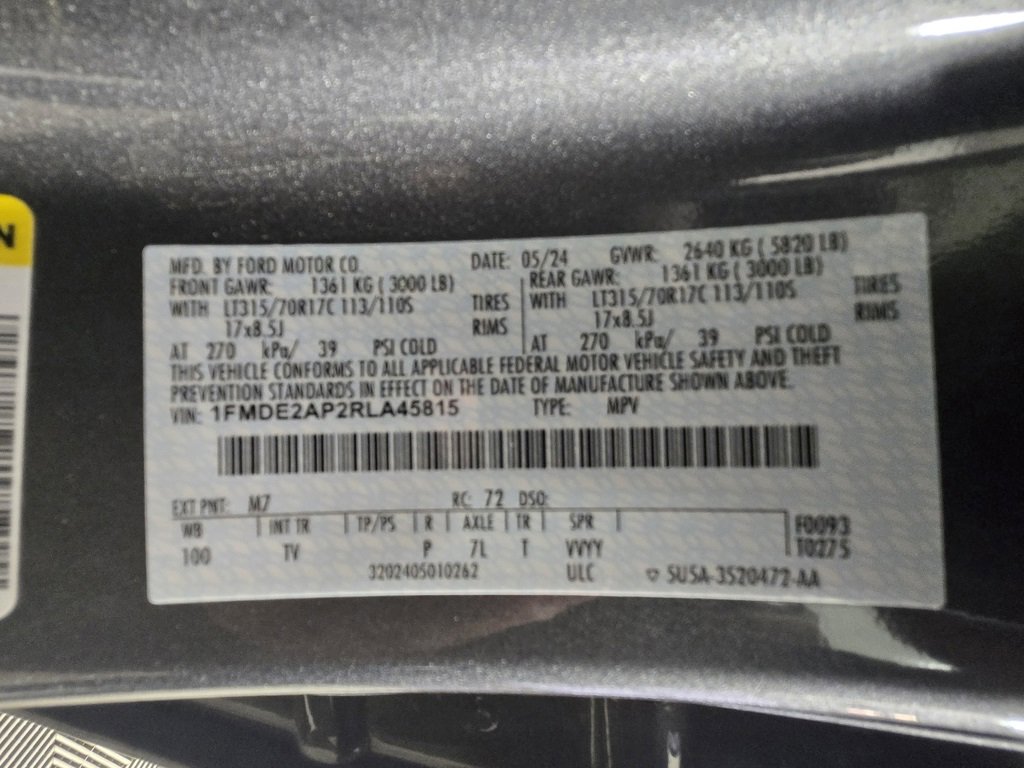 N
MFD. BY FORD MOTOR CO. DATE: 05/24 GVWR: 2640 KG ( 5820 LB)
FRONT GAWR: 1361 KG ( 3000 LB) REAR GAWR: 1361 KG ( 3000 LB)
WITH LT315/70R17C 113/110S TIRES WITH LT315/70R17C 113/110S TIRES
17x8.5J RIMS 17x8.5J RIMS
AT 270 kPa/ 39 PSI COLD AT 270 kPa/ 39 PSI COLD
THIS VEHICLE CONFORMS TO ALL APPLICABLE FEDERAL MOTOR VEHICLE SAFETY AND THEFT
PREVENTION STANDARDS IN EFFECT ON THE DATE OF MANUFACTURE SHOWN ABOVE.
VIN: 1FMDE2AP2RLA45815 TYPE: MPV
EXT PNT: M7 RC: 72 DSO:
WB INT TR TP/PS R AXLE TR SPR F0093
100 TV P 7L T VVYY T0275
3202405010262 ULC ▽ 5U5A-3520472-AA